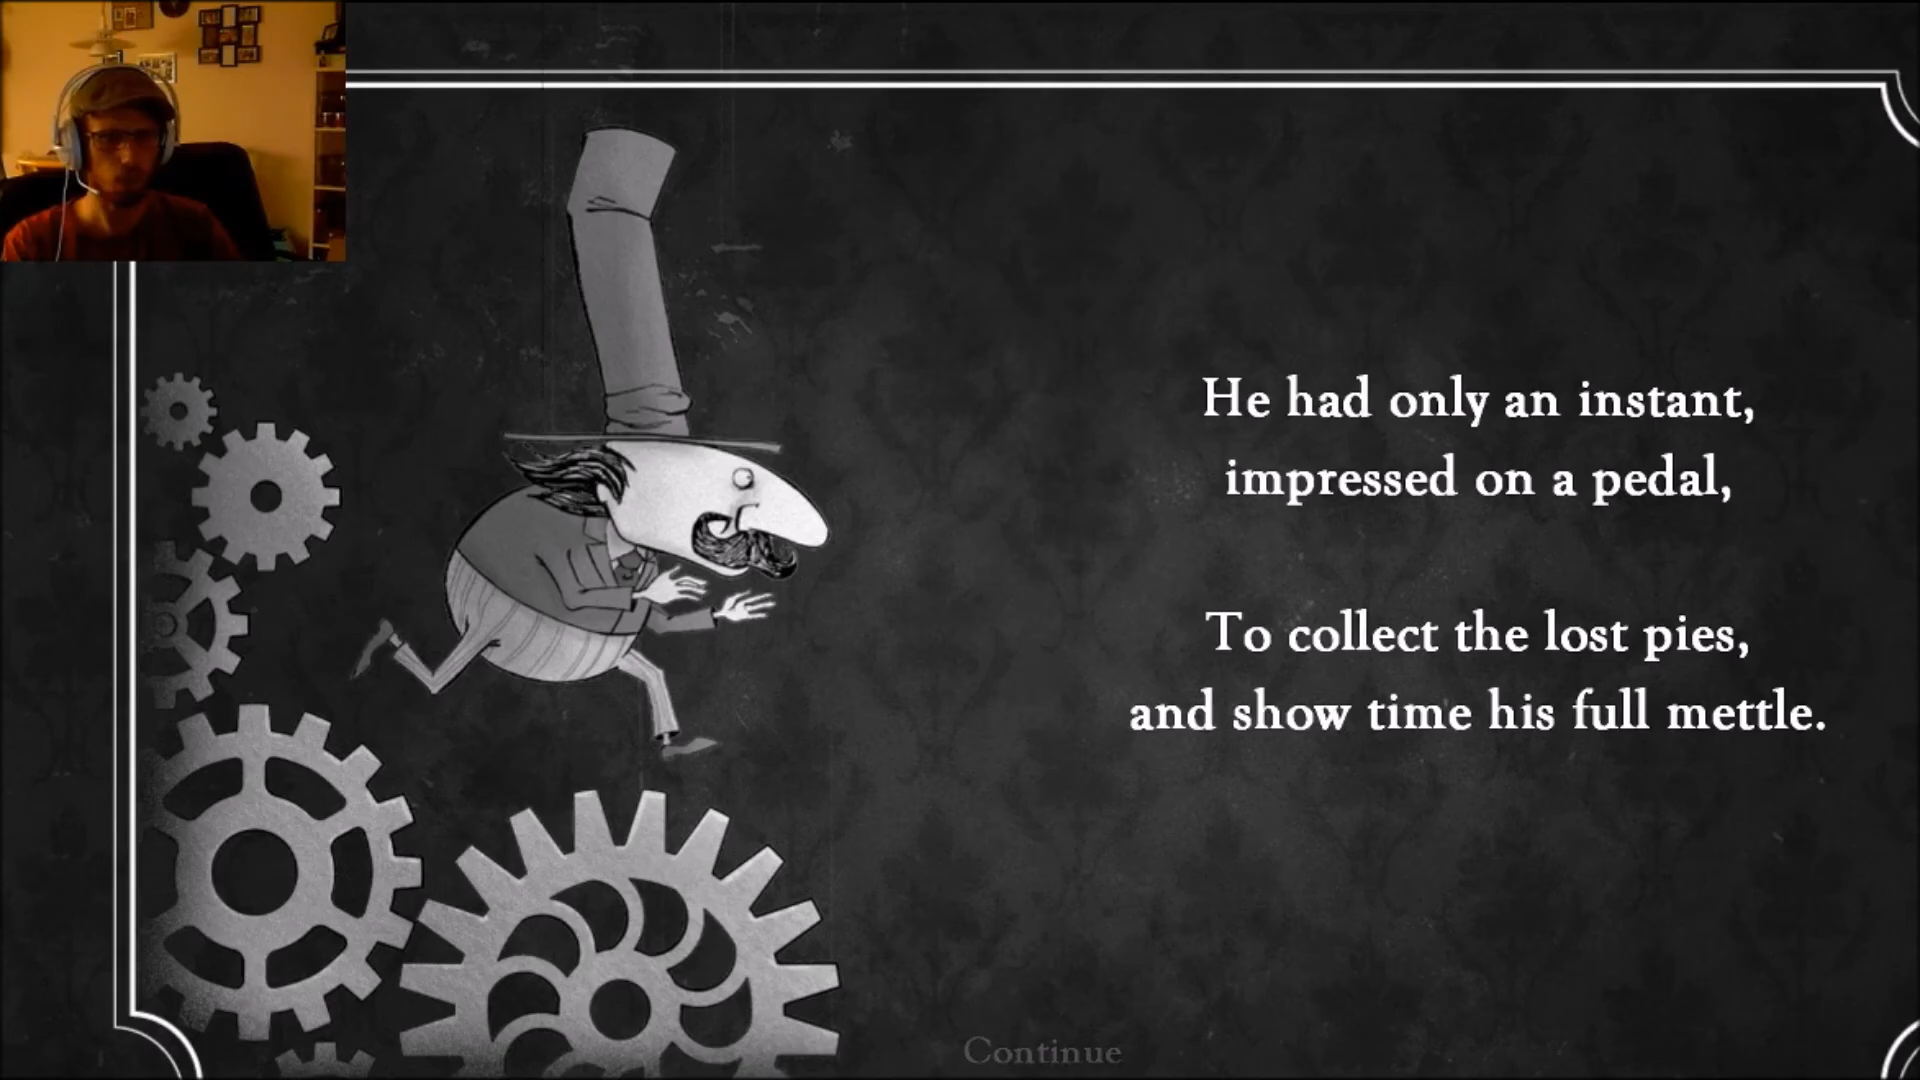 He had only an instant,
impressed on a pedal,
To collect the lost pies,
and show time his full mettle.
Continue